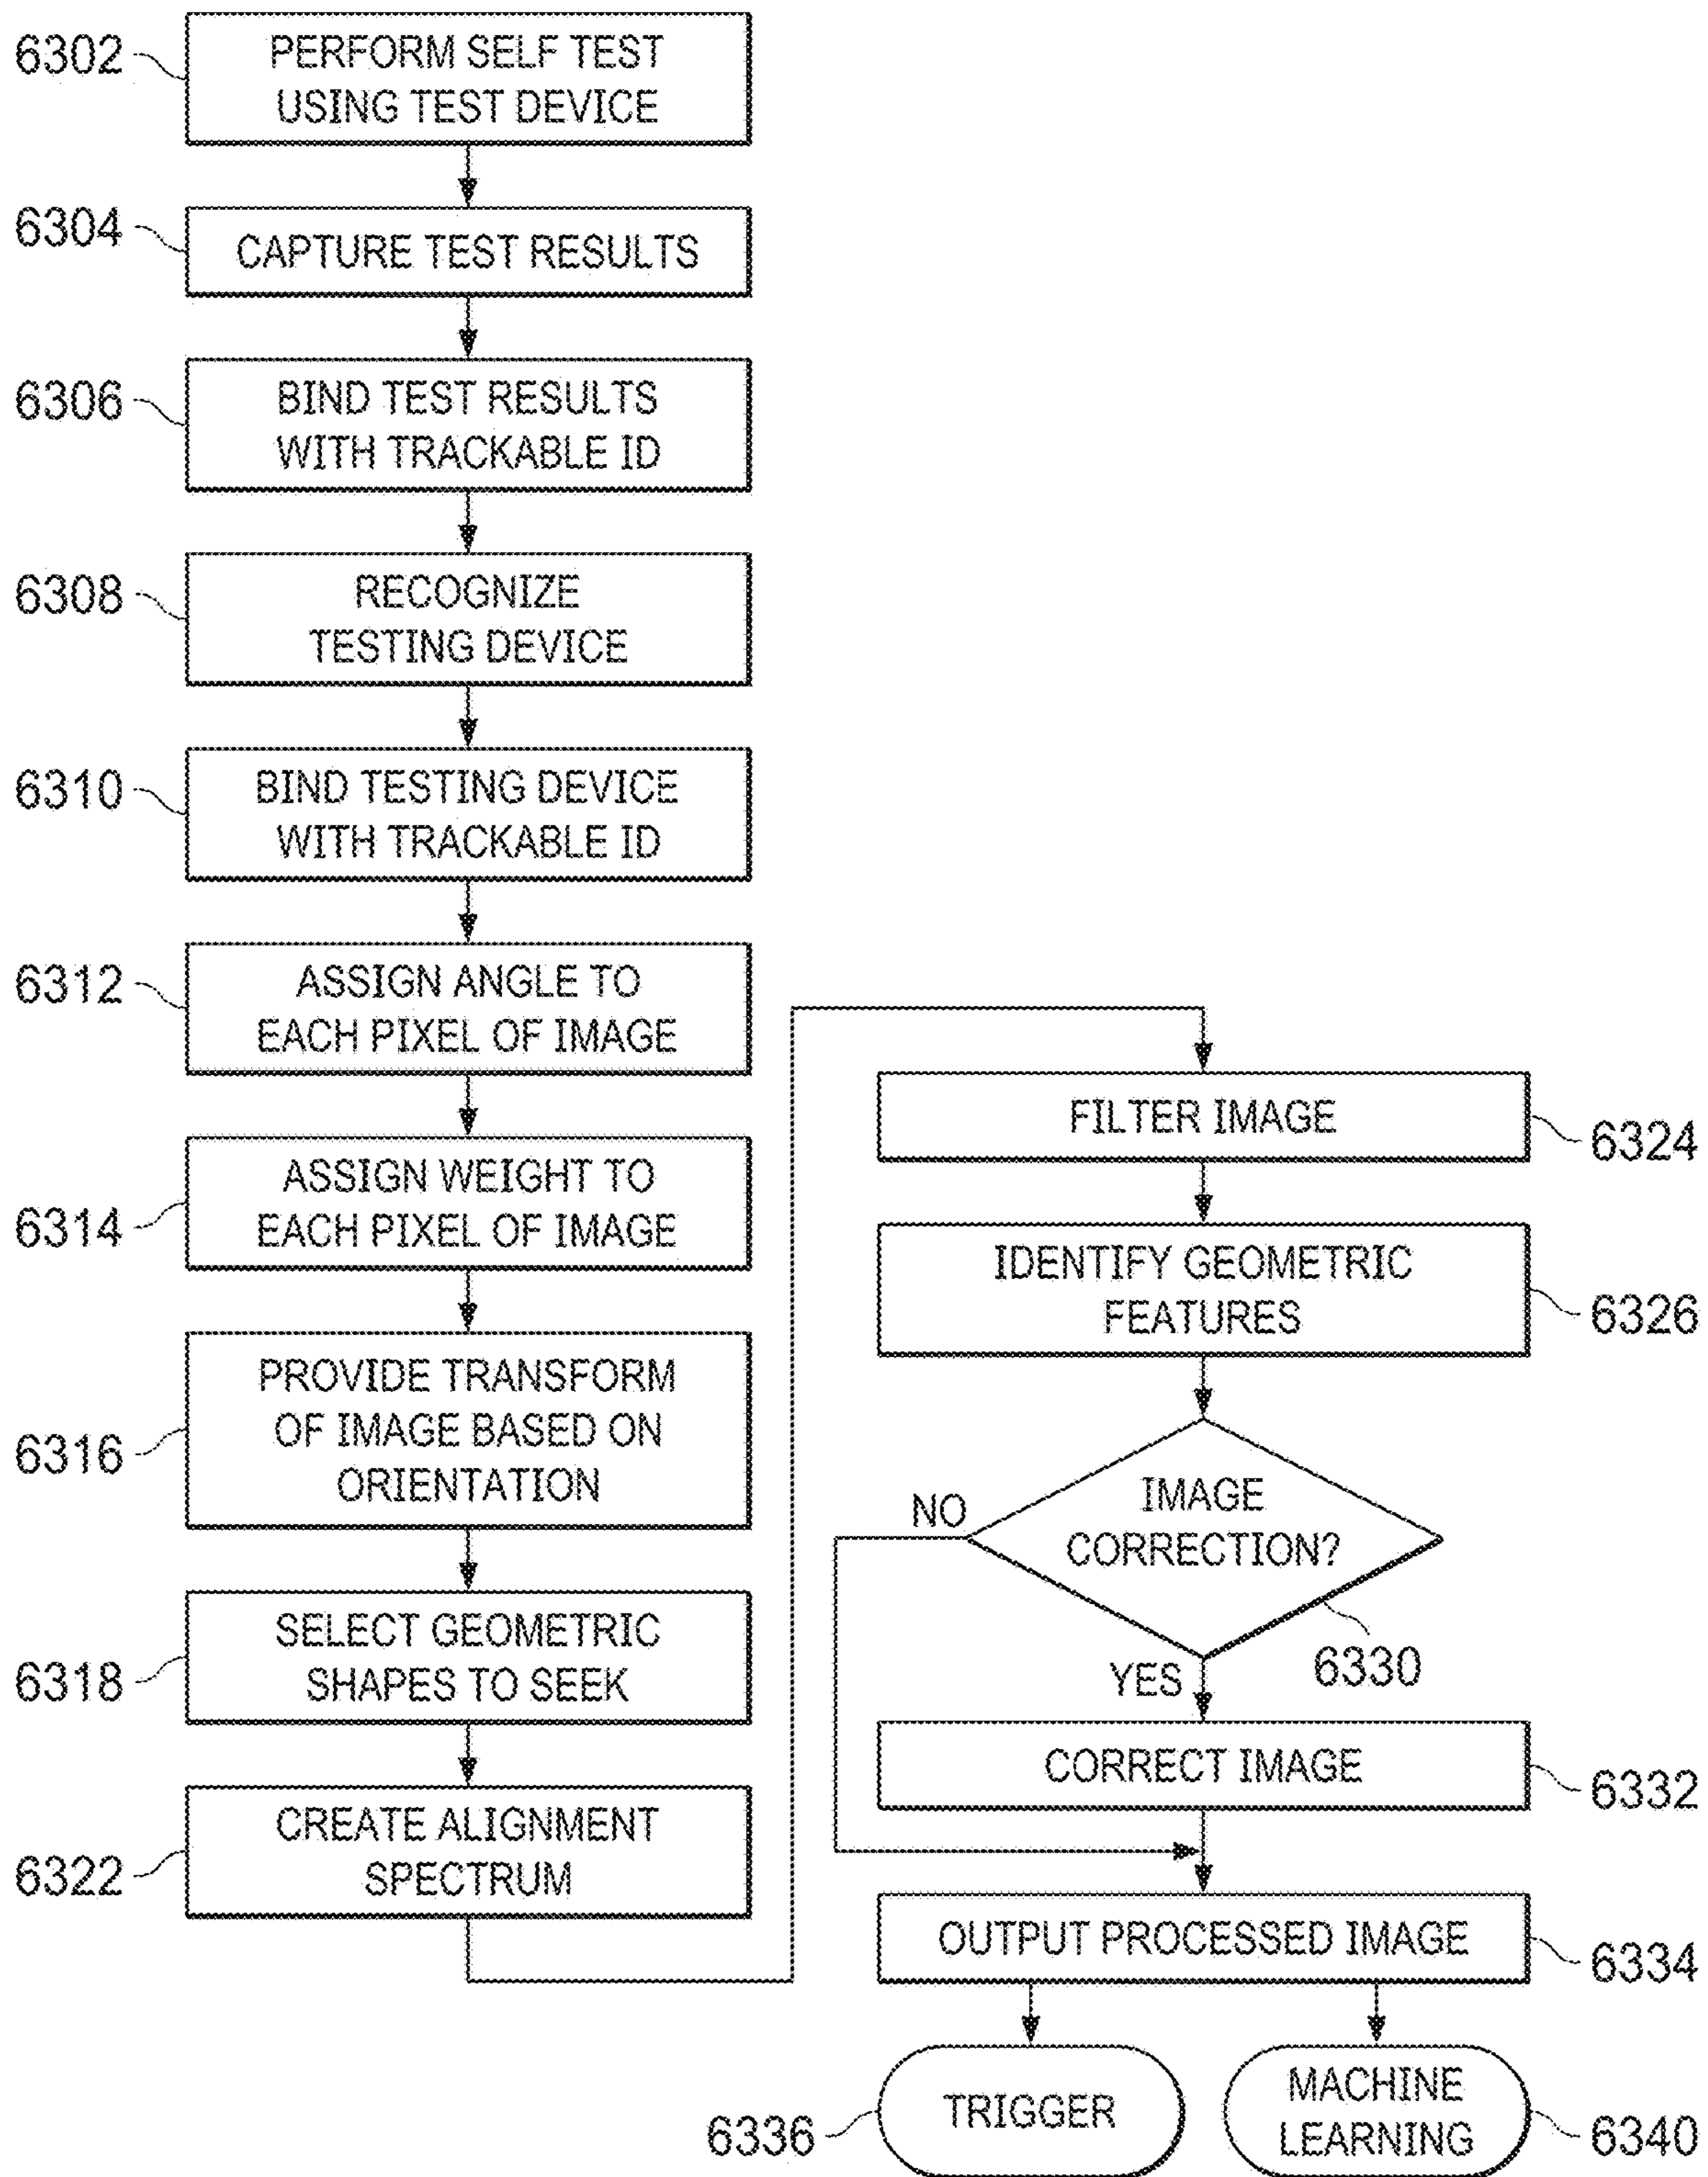 6302
PERFORM SELF TEST
USING TEST DEVICE
6304
CAPTURE TEST RESULTS
6306
BIND TEST RESULTS
WITH TRACKABLE ID
6308
RECOGNIZE
TESTING DEVICE
6310
BIND TESTING DEVICE
WITH TRACKABLE ID
6312
ASSIGN ANGLE TO
EACH PIXEL OF IMAGE
6314
ASSIGN WEIGHT TO
EACH PIXEL OF IMAGE
6316
PROVIDE TRANSFORM
OF IMAGE BASED ON
ORIENTATION
6318
SELECT GEOMETRIC
SHAPES TO SEEK
6322
CREATE ALIGNMENT
SPECTRUM
FILTER IMAGE
6324
IDENTIFY GEOMETRIC
FEATURES
6326
IMAGE
CORRECTION?
NO
YES
6330
CORRECT IMAGE
6332
OUTPUT PROCESSED IMAGE
6334
6336
TRIGGER
MACHINE
LEARNING
6340